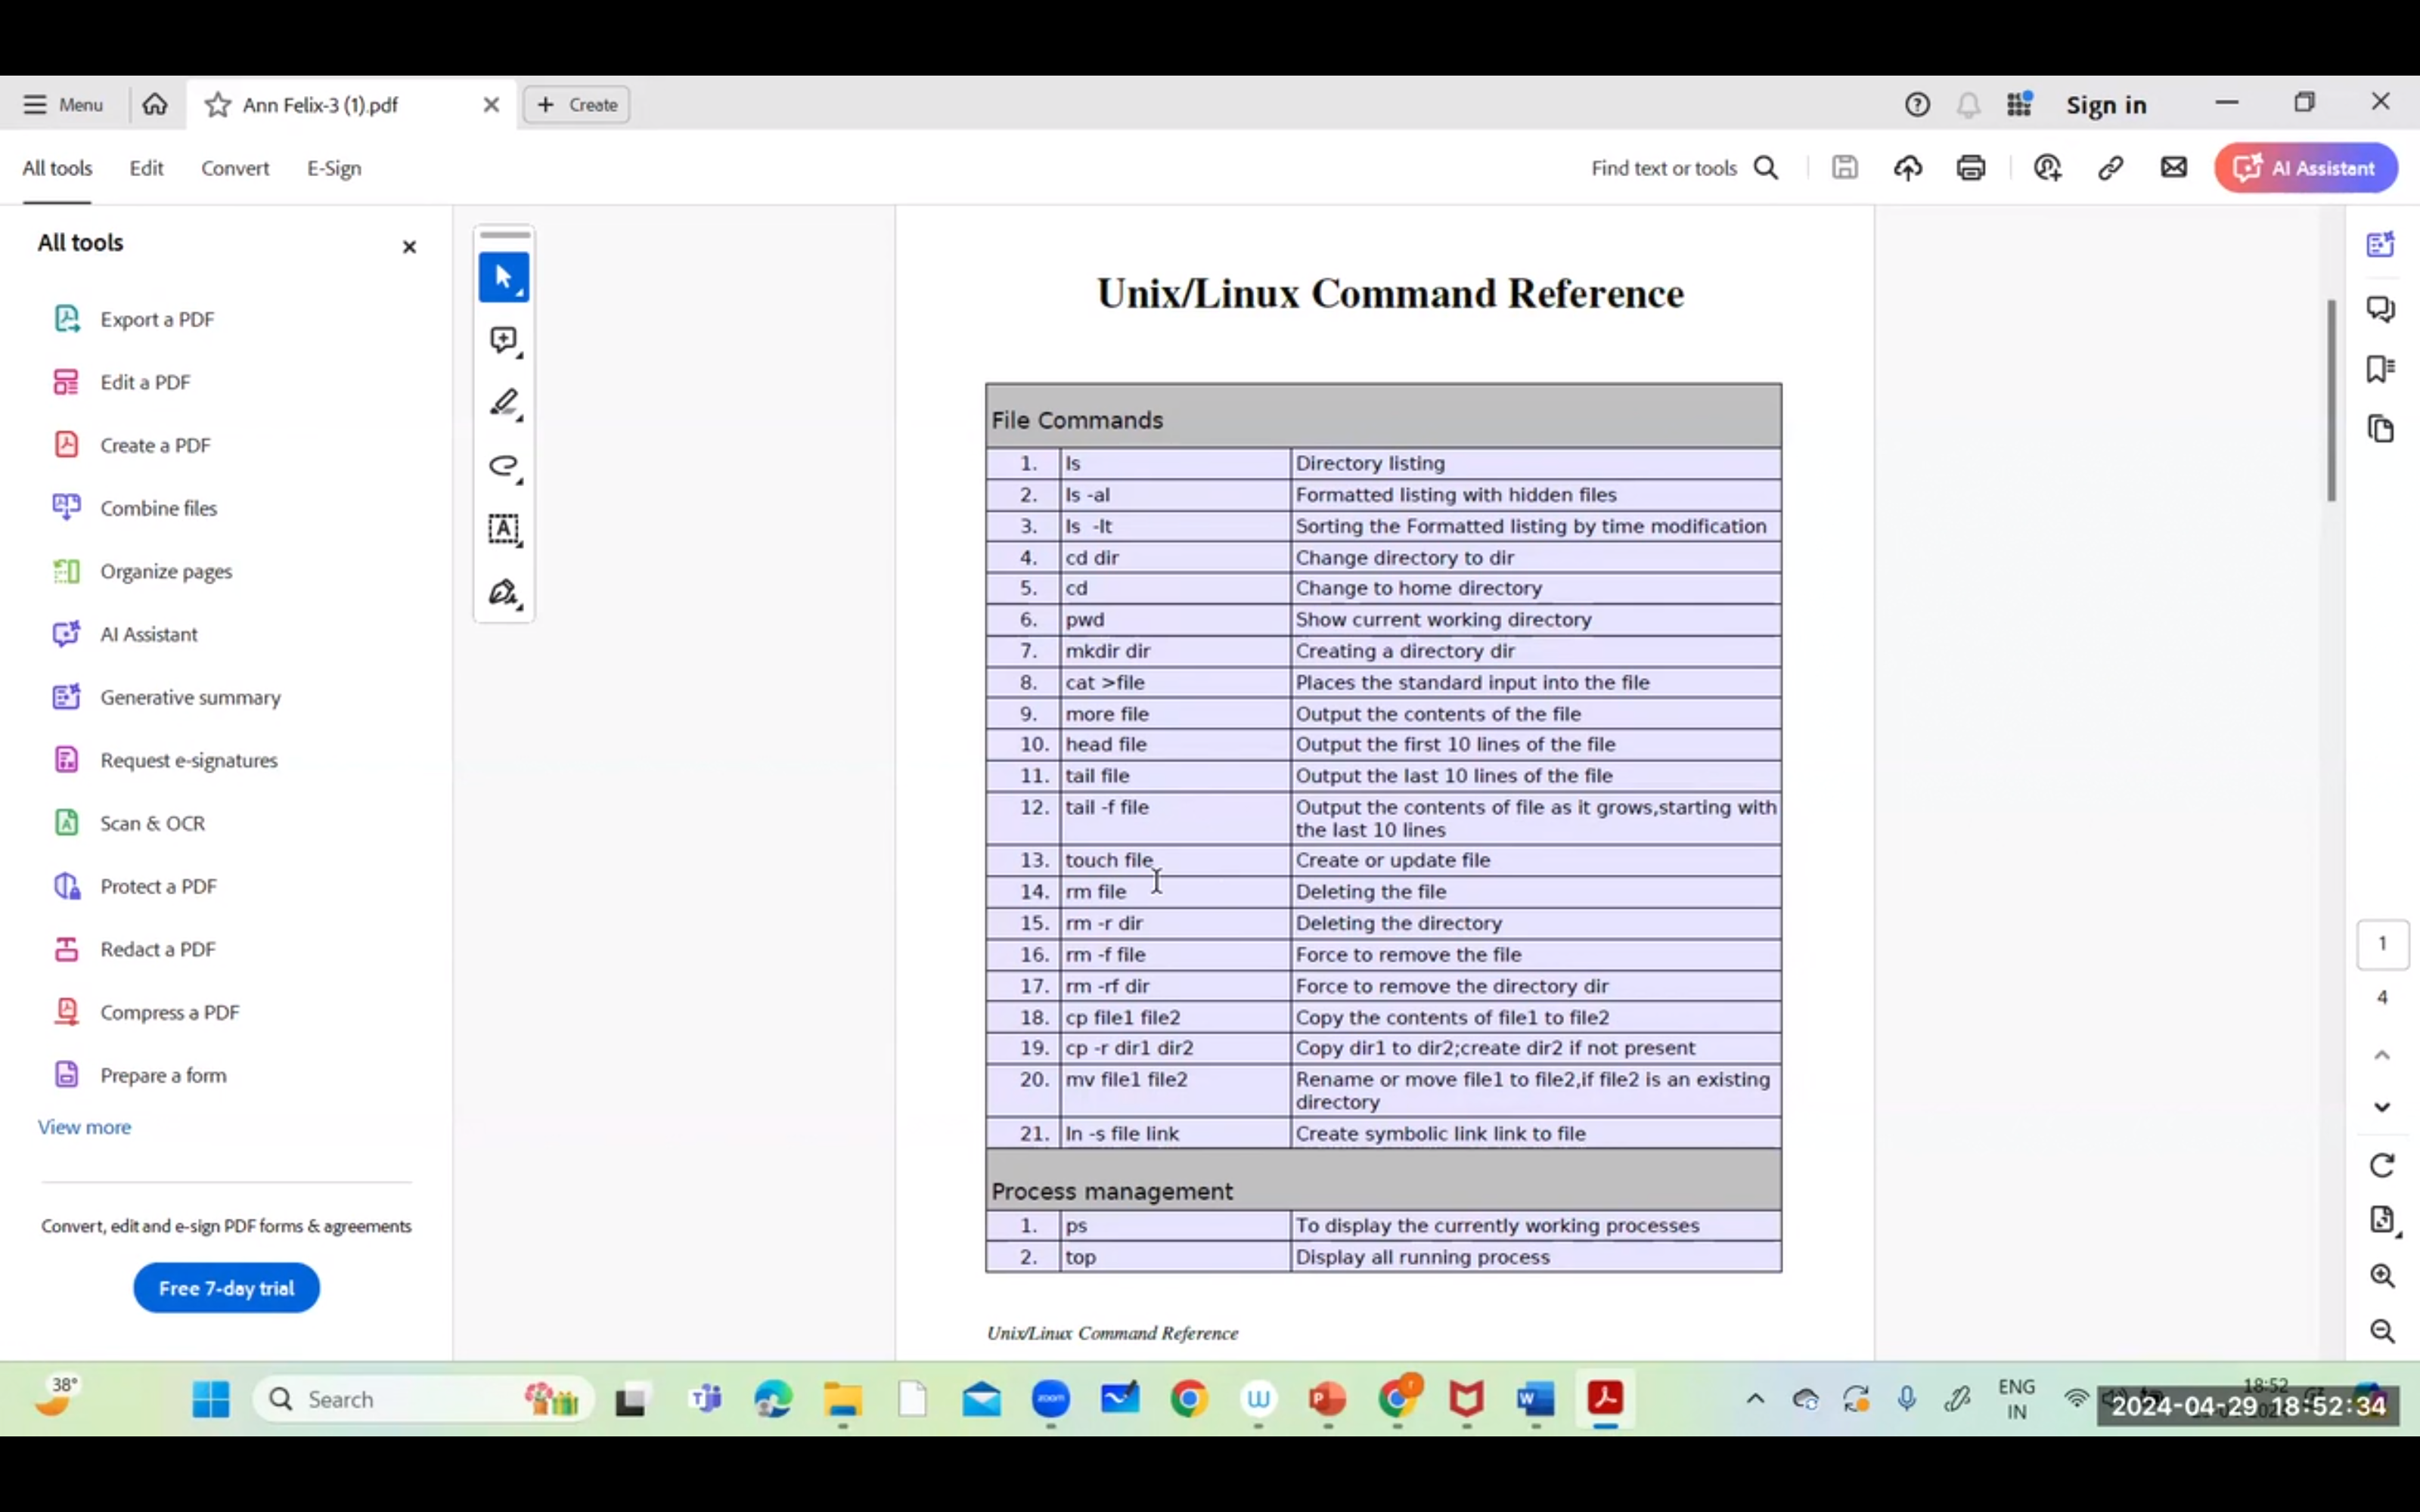 Menu
Ann Felix-3 (1).pdf
Create
Sign in
All tools
Edit
Convert
E-Sign
Find text or tools
AI Assistant
All tools
Export a PDF
Edit a PDF
Create a PDF
Combine files
Organize pages
AI Assistant
Generative summary
Request e-signatures
Scan & OCR
Protect a PDF
Redact a PDF
Compress a PDF
Prepare a form
View more
Convert, edit and e-sign PDF forms & agreements
Free 7-day trial
Unix/Linux Command Reference
File Commands
1. ls Directory listing
2. ls -al Formatted listing with hidden files
3. ls -lt Sorting the Formatted listing by time modification
4. cd dir Change directory to dir
5. cd Change to home directory
6. pwd Show current working directory
7. mkdir dir Creating a directory dir
8. cat >file Places the standard input into the file
9. more file Output the contents of the file
10. head file Output the first 10 lines of the file
11. tail file Output the last 10 lines of the file
12. tail -f file Output the contents of file as it grows,starting with
the last 10 lines
13. touch file Create or update file
14. rm file Deleting the file
15. rm -r dir Deleting the directory
16. rm -f file Force to remove the file
17. rm -rf dir Force to remove the directory dir
18. cp file1 file2 Copy the contents of file1 to file2
19. cp -r dir1 dir2 Copy dir1 to dir2;create dir2 if not present
20. mv file1 file2 Rename or move file1 to file2,if file2 is an existing
directory
21. ln -s file link Create symbolic link link to file
Process management
1. ps To display the currently working processes
2. top Display all running process
Unix/Linux Command Reference
1
4
38°
Search
zoom
ENG
IN
18:52
2024-04-29 18:52:34